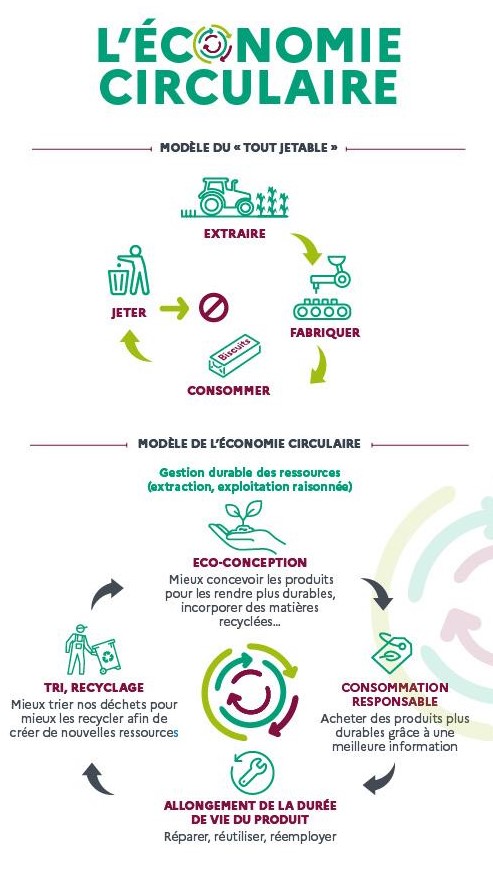 L'ÉCONOMIE
CIRCULAIRE
MODÈLE DU « TOUT JETABLE »
EXTRAIRE
JETER
FABRIQUER
Biscuits
CONSOMMER
MODÈLE DE L'ÉCONOMIE CIRCULAIRE
Gestion durable des ressources
(extraction, exploitation raisonnée)
ECO-CONCEPTION
Mieux concevoir les produits
pour les rendre plus durables,
incorporer des matières
recyclées...
CONSOMMATION
RESPONSABLE
Acheter des produits plus
durables grâce à une
meilleure information
ALLONGEMENT DE LA DURÉE
DE VIE DU PRODUIT
Réparer, réutiliser, réemployer
TRI, RECYCLAGE
Mieux trier nos déchets pour
mieux les recycler afin de
créer de nouvelles ressources